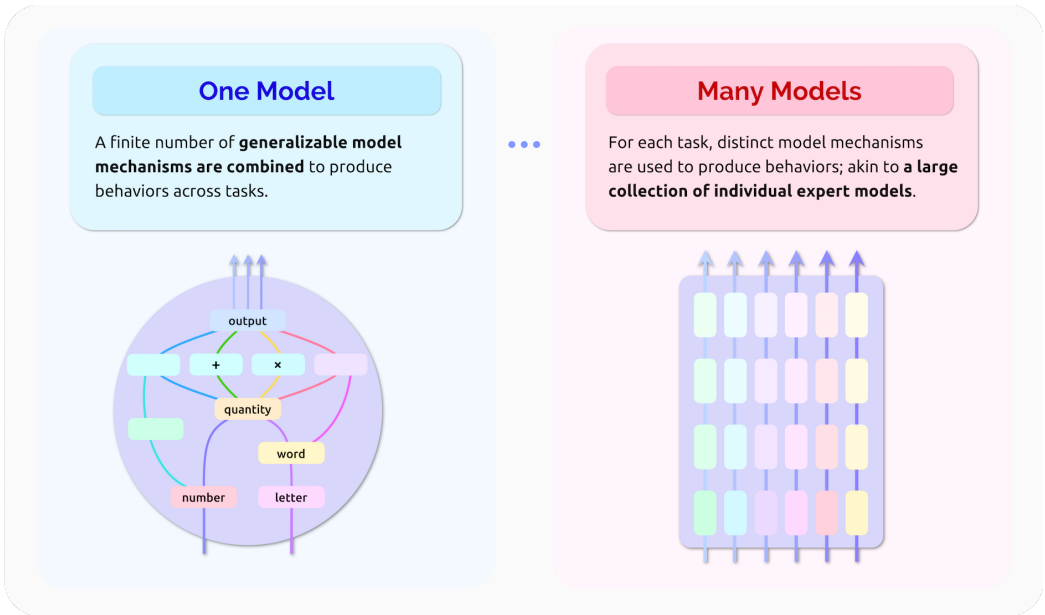 One Model
A finite number of generalizable model
mechanisms are combined to produce
behaviors across tasks.
output
+
×
quantity
word
number
letter
Many Models
For each task, distinct model mechanisms
are used to produce behaviors; akin to a large
collection of individual expert models.